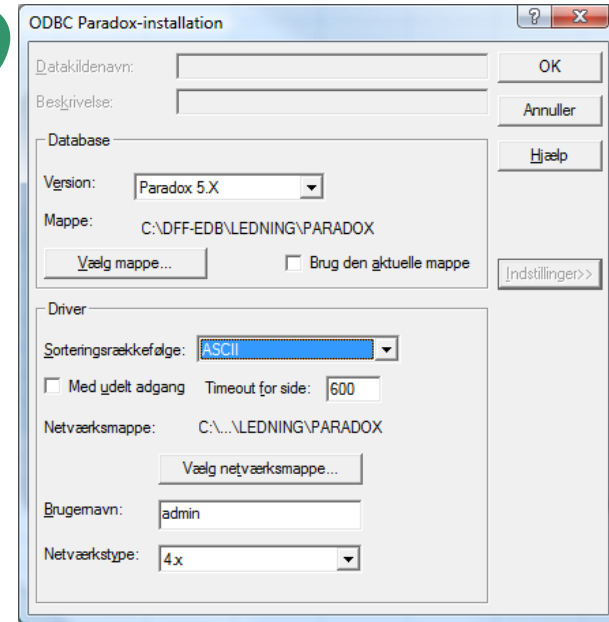 ODBC Paradox-installation
Datakildenavn:
OK
Beskrivelse:
Annuller
Database
Hjælp
Version: Paradox 5.X
Mappe: C:\DFF-EDB\LEDNING\PARADOX
Vælg mappe... Brug den aktuelle mappe
Indstillinger>>
Driver
Sorteringsrækkefølge: ASCII
Med udelt adgang Timeout for side: 600
Netværksmappe: C:\...\LEDNING\PARADOX
Vælg netværksmappe...
Brugernavn: admin
Netværkstype: 4.x